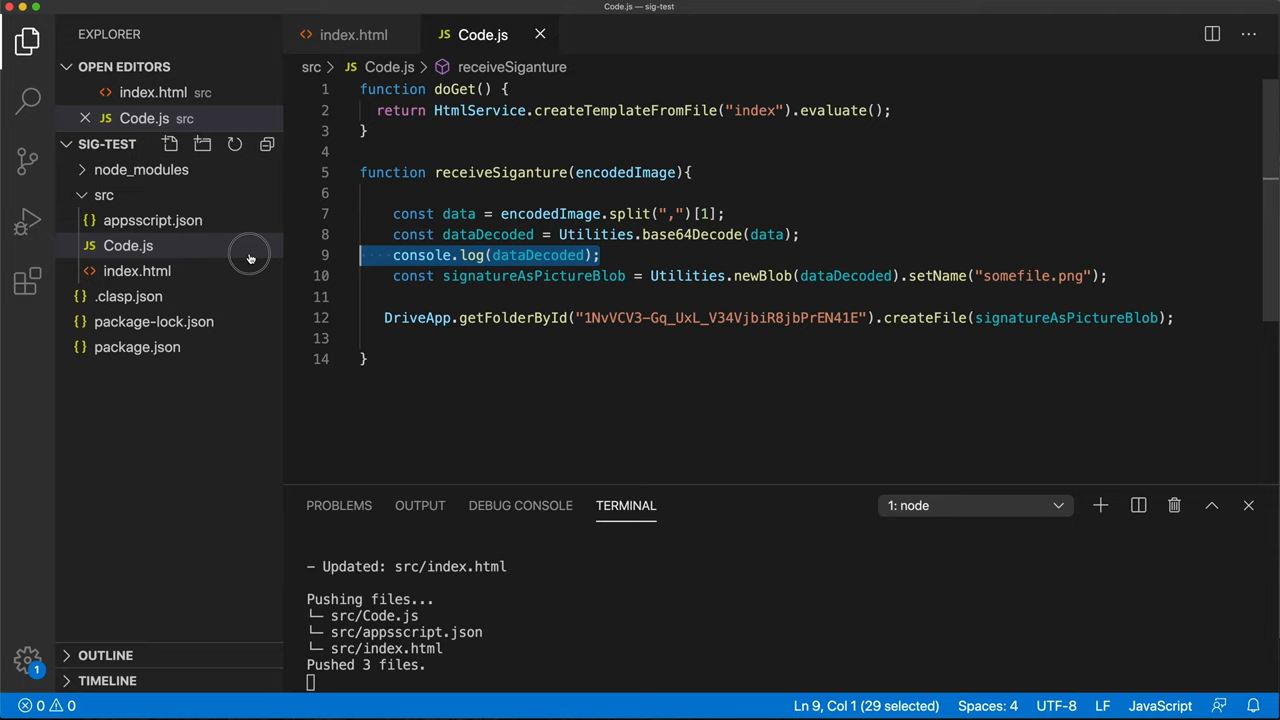 Code.js — sig-test
EXPLORER
OPEN EDITORS
index.html src
Code.js src
SIG-TEST
node_modules
src
appsscript.json
Code.js
index.html
.clasp.json
package-lock.json
package.json
OUTLINE
TIMELINE
1
index.html
Code.js
src > JS Code.js > receiveSiganture
1 function doGet() {
2 return HtmlService.createTemplateFromFile("index").evaluate();
3 }
4
5 function receiveSiganture(encodedImage){
6
7 const data = encodedImage.split(",")[1];
8 const dataDecoded = Utilities.base64Decode(data);
9 console.log(dataDecoded);
10 const signatureAsPictureBlob = Utilities.newBlob(dataDecoded).setName("somefile.png");
11
12 DriveApp.getFolderById("1NvVCV3-Gq_UxL_V34VjbiR8jbPrEN41E").createFile(signatureAsPictureBlob);
13
14 }
PROBLEMS OUTPUT DEBUG CONSOLE TERMINAL 1: node
- Updated: src/index.html
Pushing files...
└─ src/Code.js
└─ src/appsscript.json
└─ src/index.html
Pushed 3 files.
0 0 Ln 9, Col 1 (29 selected) Spaces: 4 UTF-8 LF JavaScript